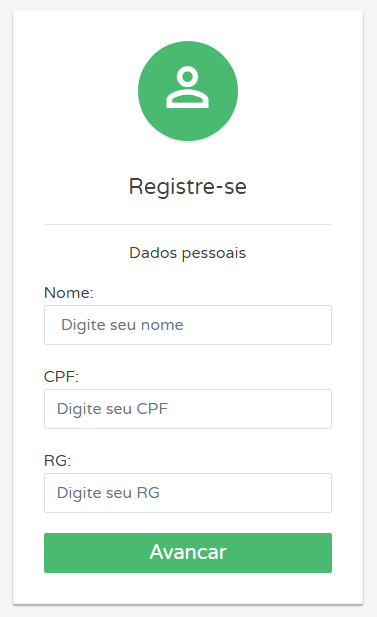 Registre-se
Dados pessoais
Nome:
Digite seu nome
CPF:
Digite seu CPF
RG:
Digite seu RG
Avancar